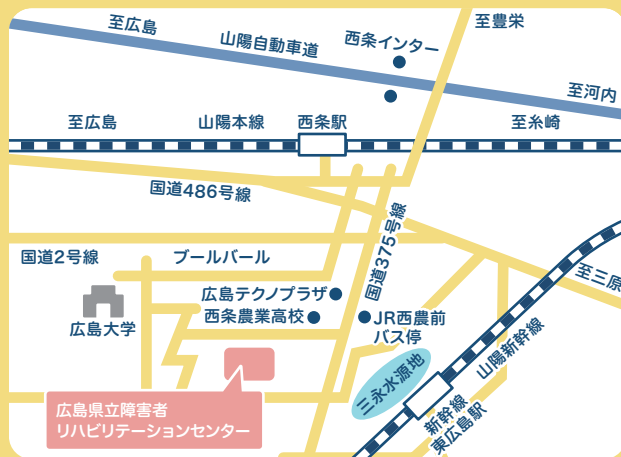 至広島
山陽自動車道
西条インター
至豊栄
至河内
至広島
山陽本線
西条駅
至糸崎
国道486号線
国道375号線
国道2号線
ブールバール
至三原
広島テクノプラザ
西条農業高校
広島大学
JR西農前
バス停
三永水源地
山陽新幹線
新幹線
東広島駅
広島県立障害者
リハビリテーションセンター